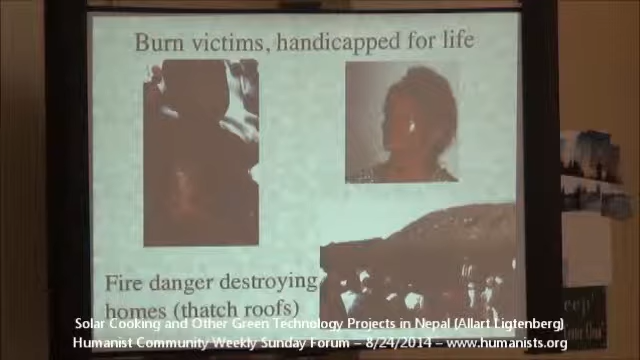 Burn victims, handicapped for life
Fire danger destroying
homes (thatch roofs)
Solar Cooking and Other Green Technology Projects in Nepal (Allart Ligtenberg)
Humanist Community Weekly Sunday Forum – 8/24/2014 – www.humanists.org